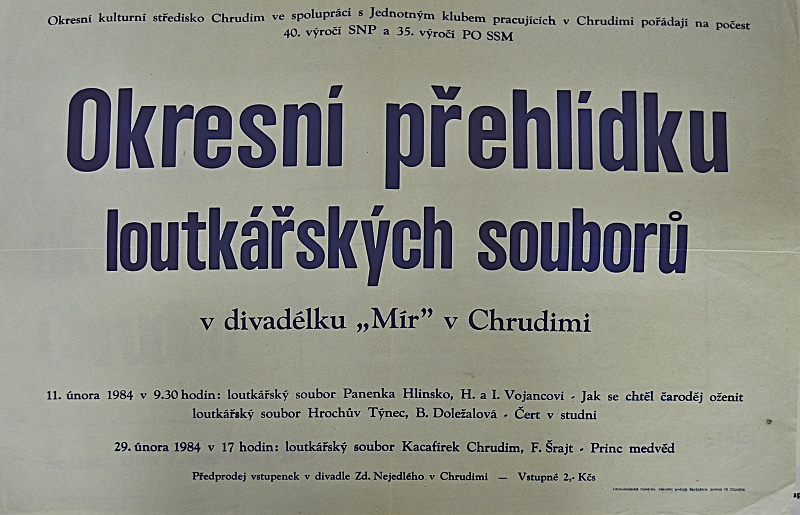 Okresní kulturní středisko Chrudim ve spolupráci s Jednotným klubem pracujících v Chrudimi pořádají na počest
40. výročí SNP a 35. výročí PO SSM
Okresní přehlídku
loutkářských souborů
v divadélku „Mír” v Chrudimi
11. února 1984 v 9.30 hodin: loutkářský soubor Panenka Hlinsko, H. a I. Vojancovi - Jak se chtěl čaroděj oženit
loutkářský soubor Hrochův Týnec, B. Doležalová - Čert v studni
29. února 1984 v 17 hodin: loutkářský soubor Kacafírek Chrudim, F. Šrajt - Princ medvěd
Předprodej vstupenek v divadle Zd. Nejedlého v Chrudimi — Vstupné 2,- Kčs